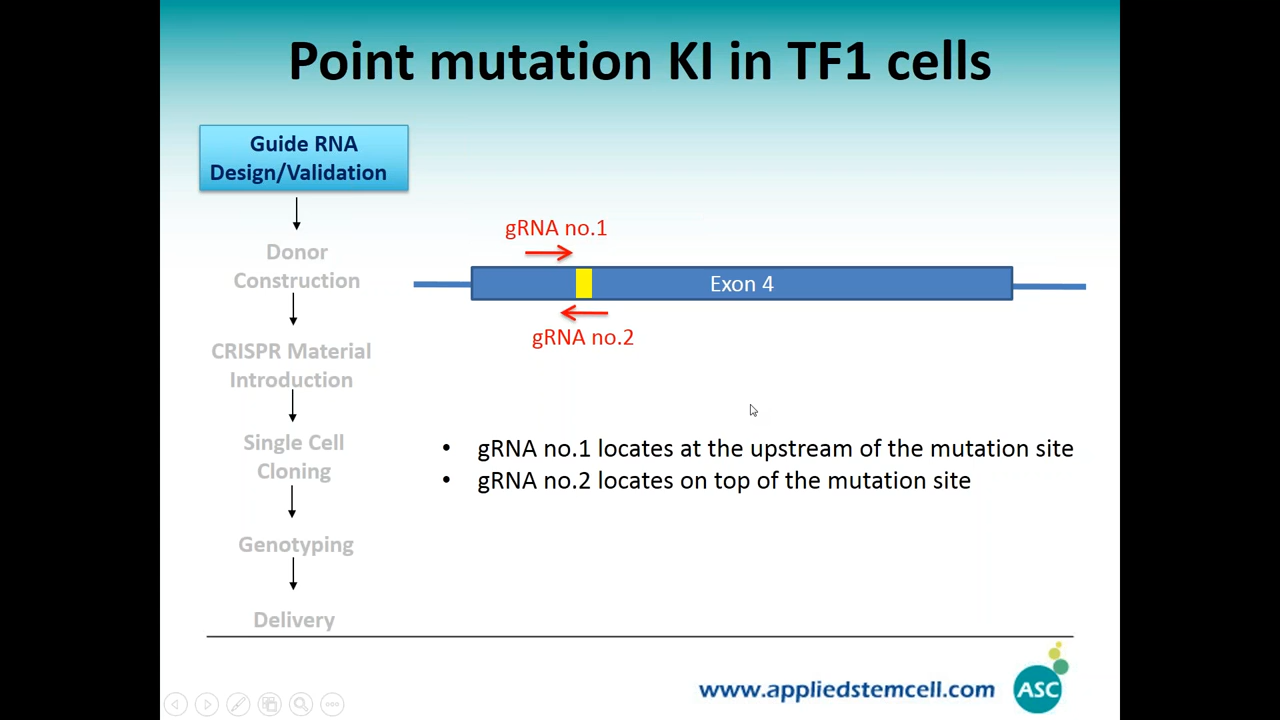 Point mutation KI in TF1 cells
Guide RNA
Design/Validation
Donor
Construction
CRISPR Material
Introduction
Single Cell
Cloning
Genotyping
Delivery
gRNA no.1
Exon 4
gRNA no.2
• gRNA no.1 locates at the upstream of the mutation site
• gRNA no.2 locates on top of the mutation site
www.appliedstemcell.com
ASC